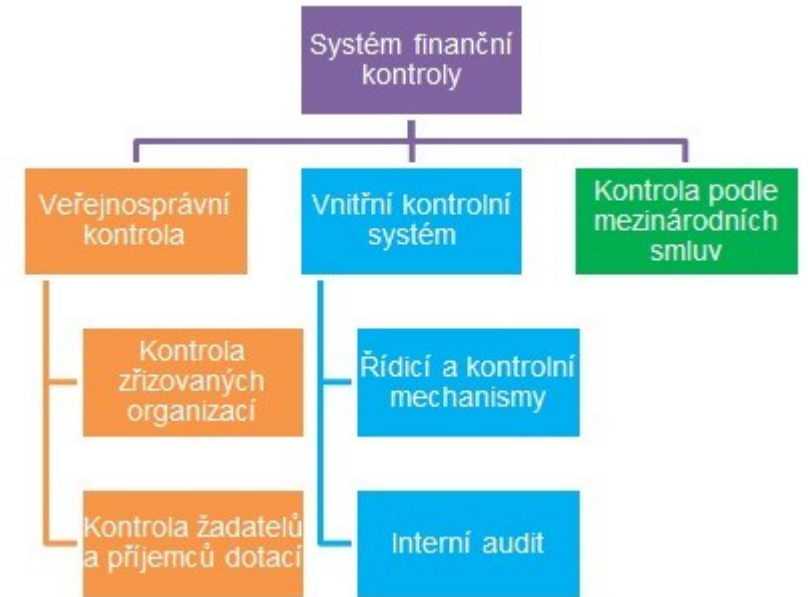 Systém finanční
kontroly
Veřejnosprávní
kontrola
Vnitřní kontrolní
systém
Kontrola podle
mezinárodních
smluv
Kontrola
zřizovaných
organizací
Řídicí a kontrolní
mechanismy
Kontrola žadatelů
a příjemců dotací
Interní audit